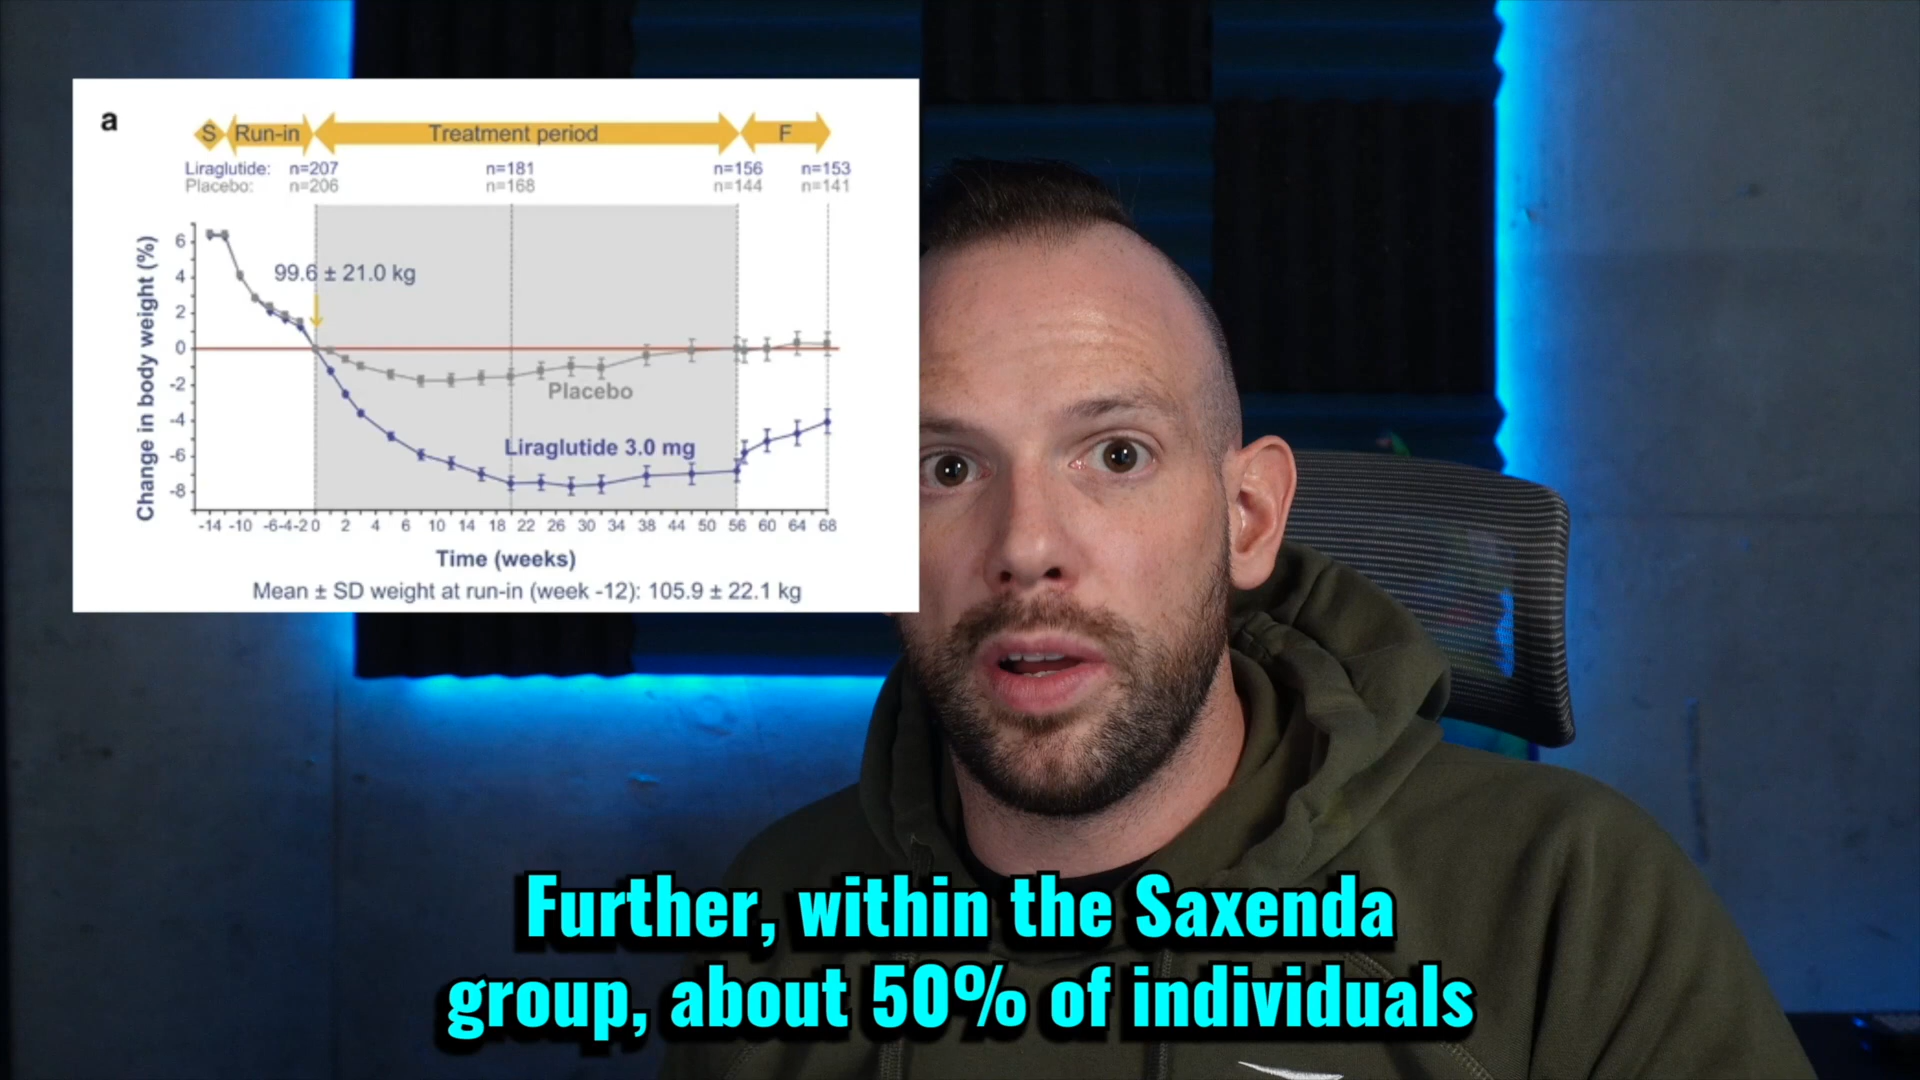 a
S Run-in Treatment period F
Liraglutide: n=207 n=181 n=156 n=153
Placebo: n=206 n=168 n=144 n=141
Change in body weight (%)
6
4
2
0
-2
-4
-6
-8
99.6 ± 21.0 kg
Placebo
Liraglutide 3.0 mg
-14 -10 -6 -4 -2 0 2 4 6 10 14 18 22 26 30 34 38 44 50 56 60 64 68
Time (weeks)
Mean ± SD weight at run-in (week -12): 105.9 ± 22.1 kg
Further, within the Saxenda
group, about 50% of individuals